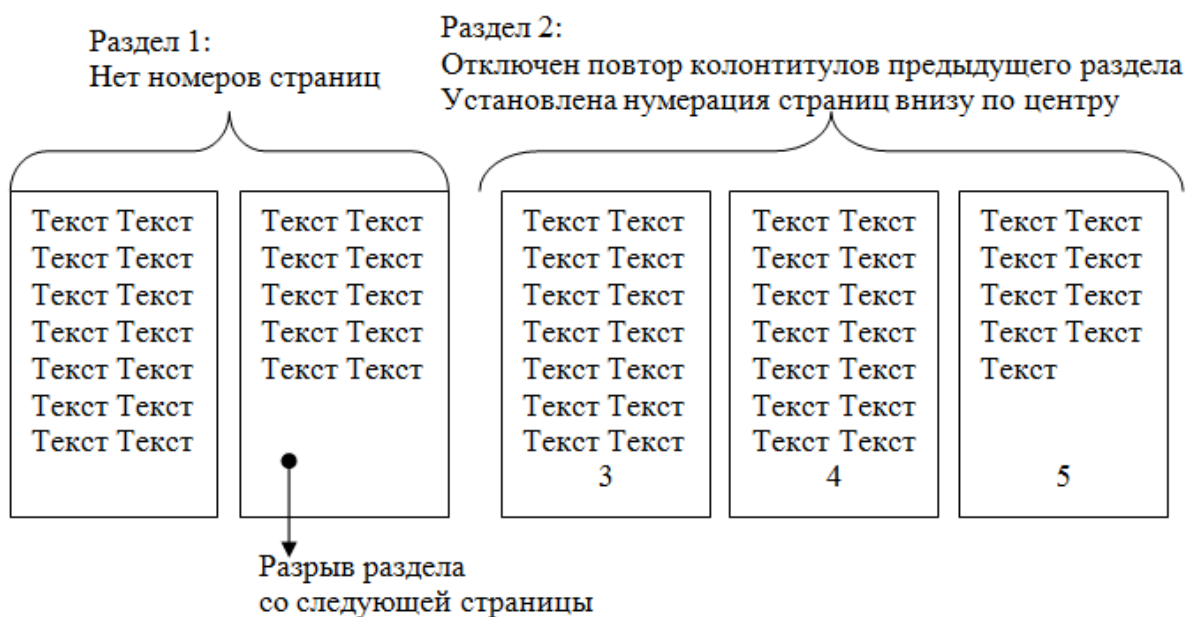 Раздел 1:
Нет номеров страниц
Раздел 2:
Отключен повтор колонтитулов предыдущего раздела
Установлена нумерация страниц внизу по центру
Текст Текст
Текст Текст
Текст Текст
Текст Текст
Текст Текст
Текст Текст
Текст Текст
Текст Текст
Текст Текст
Текст Текст
Текст Текст
Текст Текст
Разрыв раздела
со следующей страницы
Текст Текст
Текст Текст
Текст Текст
Текст Текст
Текст Текст
Текст Текст
Текст Текст
3
Текст Текст
Текст Текст
Текст Текст
Текст Текст
Текст Текст
Текст Текст
Текст Текст
4
Текст Текст
Текст Текст
Текст Текст
Текст Текст
Текст
5